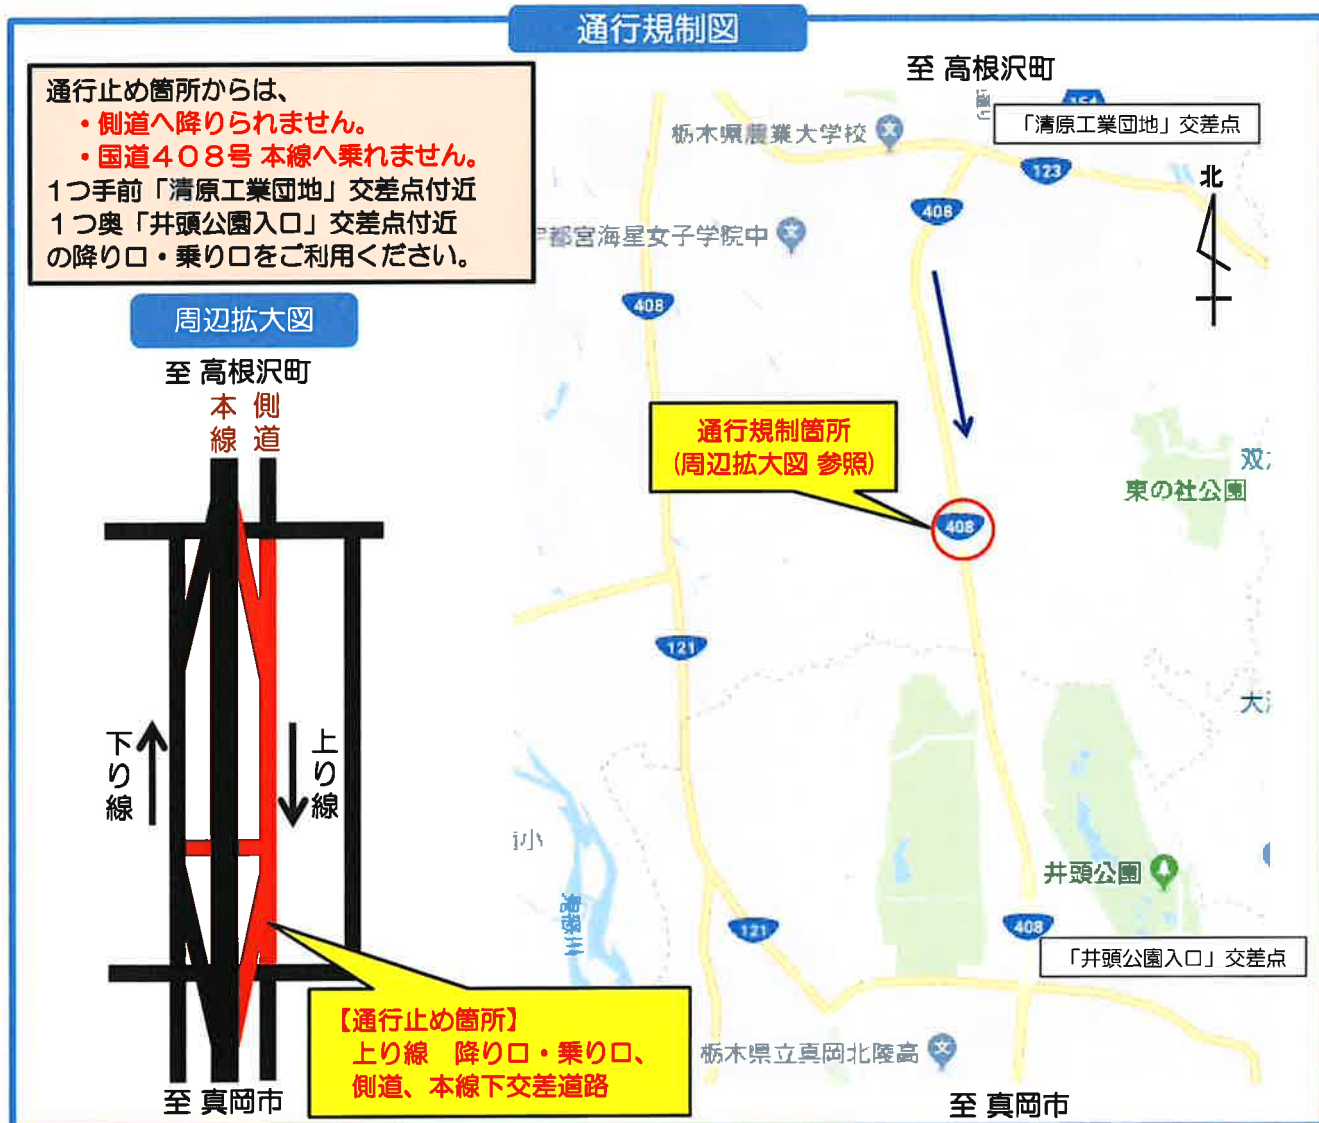 通行規制図
通行止め箇所からは、
・側道へ降りられません。
・国道408号 本線へ乗れません。
1つ手前「清原工業団地」交差点付近
1つ奥「井頭公園入口」交差点付近
の降り口・乗り口をご利用ください。
周辺拡大図
至 高根沢町
本線
側道
下り線
上り線
【通行止め箇所】
上り線　降り口・乗り口、
側道、本線下交差道路
至 真岡市
至 高根沢町
「清原工業団地」交差点
栃木県農業大学校
123
北
408
宇都宮海星女子学院中
408
通行規制箇所
(周辺拡大図 参照)
408
東の杜公園
121
井頭公園
鬼怒川
121
408
「井頭公園入口」交差点
栃木県立真岡北陵高
至 真岡市